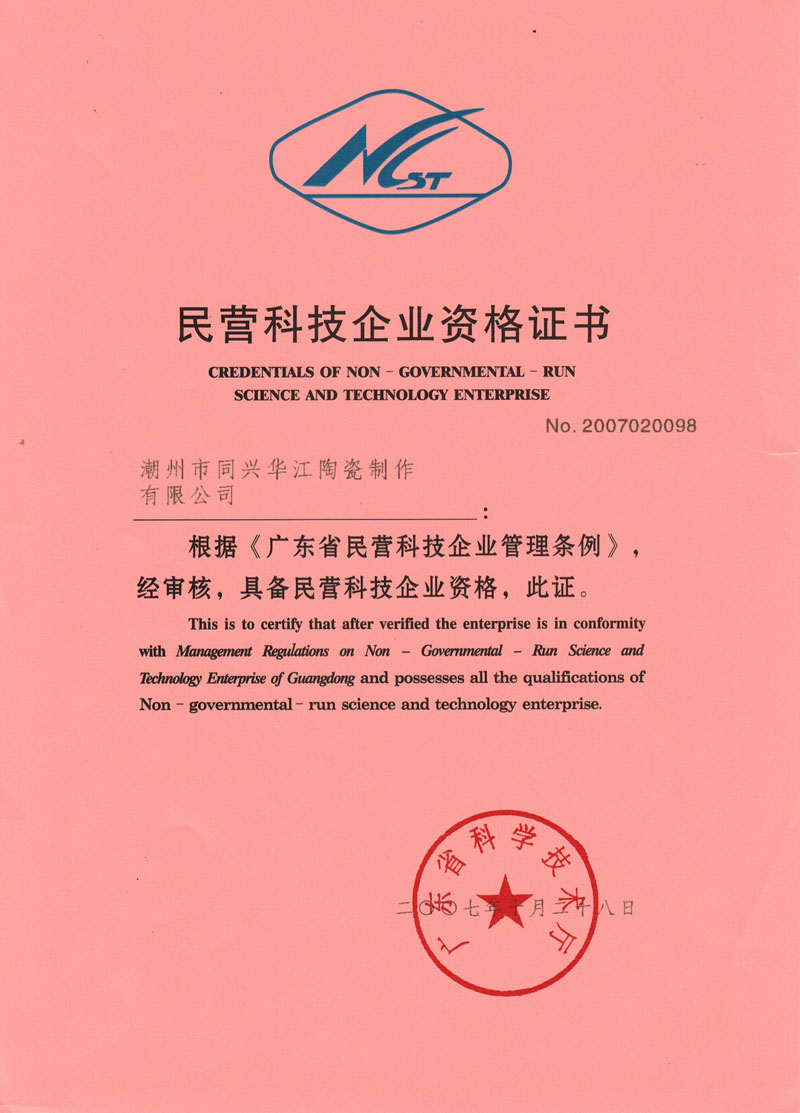 NCST
民营科技企业资格证书
CREDENTIALS OF NON - GOVERNMENTAL - RUN
SCIENCE AND TECHNOLOGY ENTERPRISE
No. 2007020098
潮州市同兴华江陶瓷制作
有限公司
:
根据《广东省民营科技企业管理条例》，
经审核，具备民营科技企业资格，此证。
This is to certify that after verified the enterprise is in conformity
with Management Regulations on Non - Governmental - Run Science and
Technology Enterprise of Guangdong and possesses all the qualifications of
Non - governmental - run science and technology enterprise.
广东省科学技术厅
二〇〇七年十月二十八日